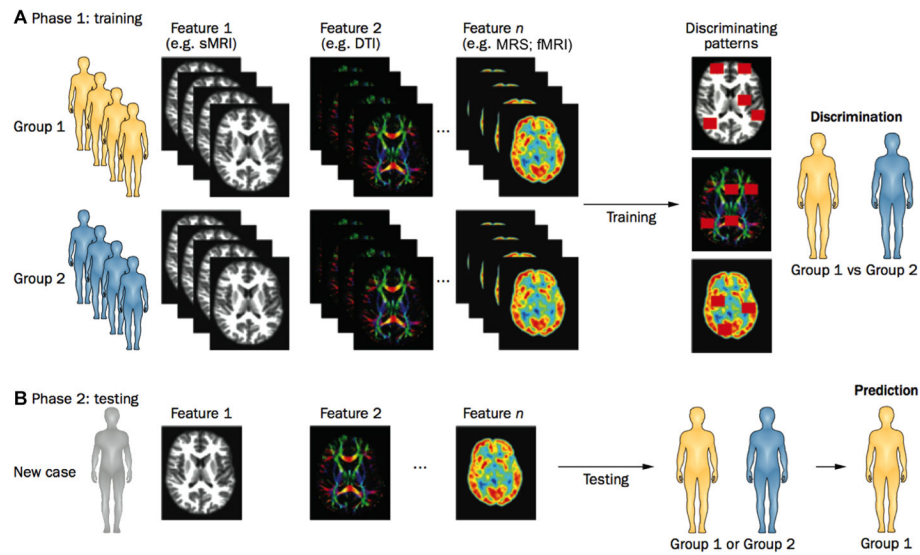 A Phase 1: training
Feature 1
(e.g. sMRI)
Feature 2
(e.g. DTI)
Feature n
(e.g. MRS; fMRI)
Discriminating
patterns
Group 1
...
Training
Discrimination
Group 1 vs Group 2
Group 2
...
B Phase 2: testing
Feature 1
Feature 2
Feature n
Prediction
New case
...
Testing
Group 1 or Group 2
Group 1